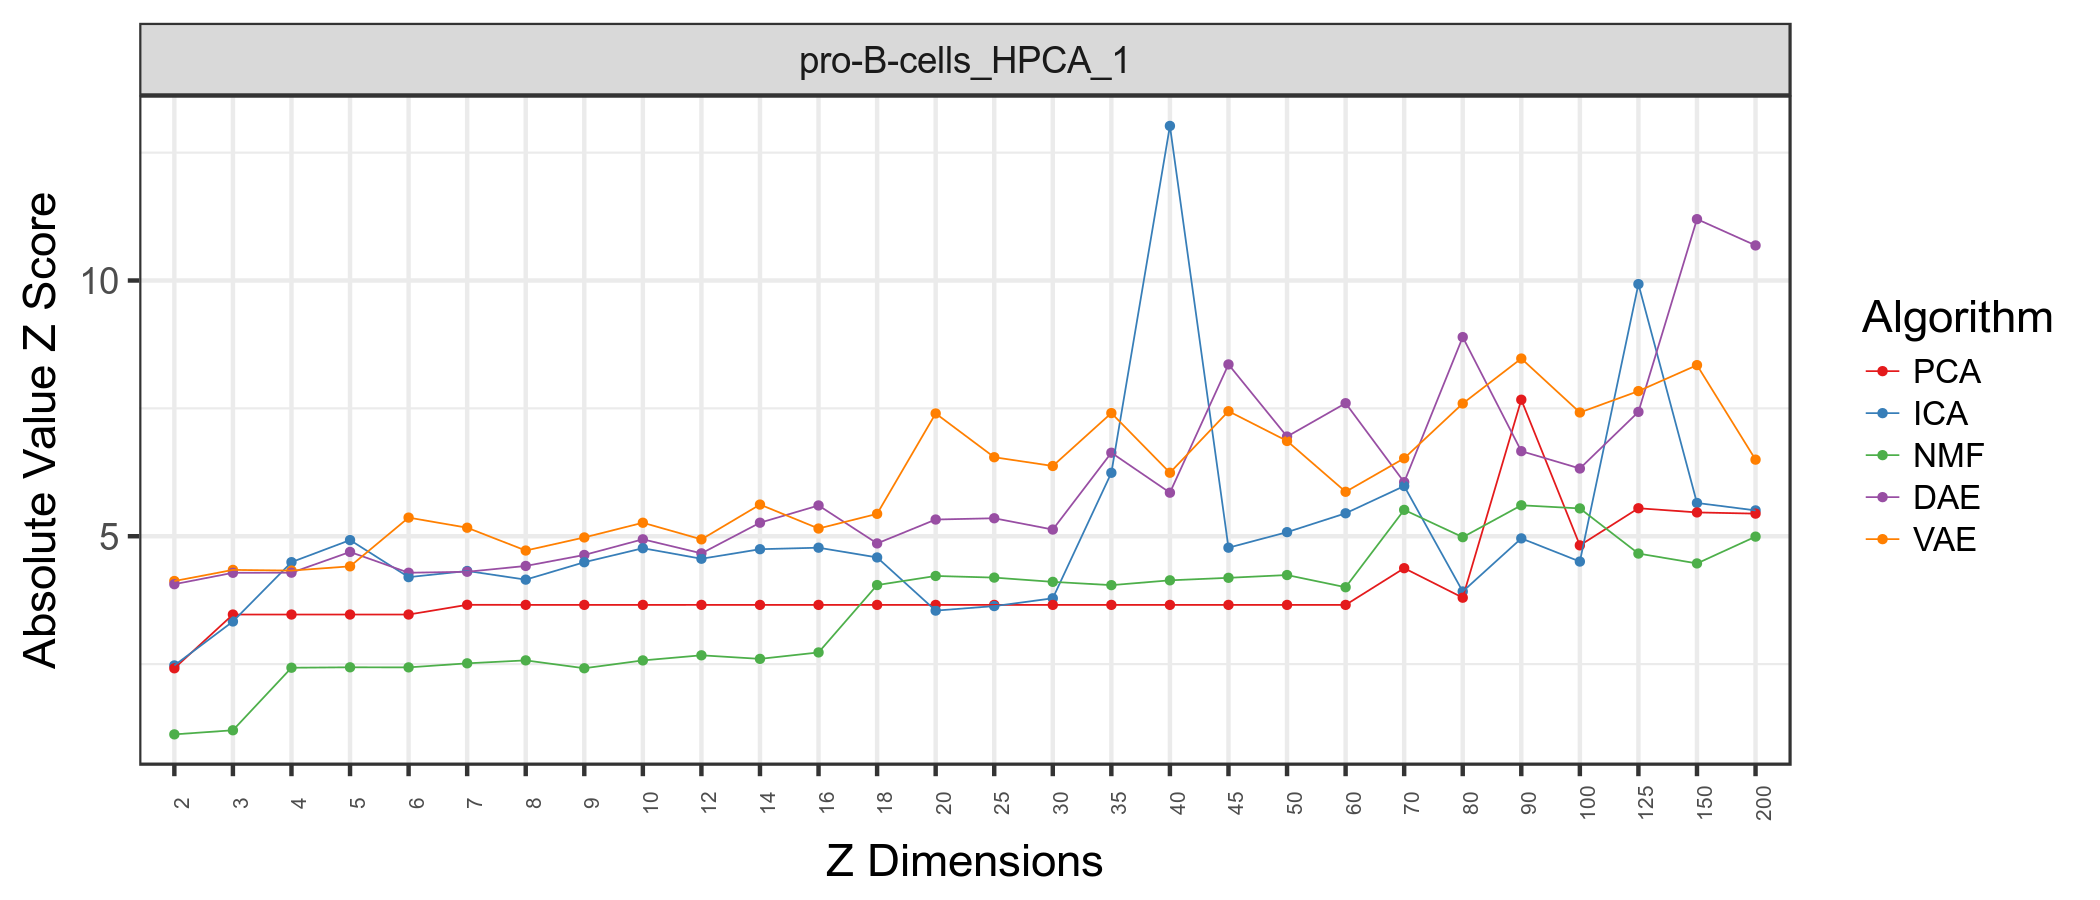 pro-B-cells_HPCA_1
Absolute Value Z Score
10
5
2 3 4 5 6 7 8 9 10 12 14 16 18 20 25 30 35 40 45 50 60 70 80 90 100 125 150 200
Z Dimensions
Algorithm
PCA
ICA
NMF
DAE
VAE